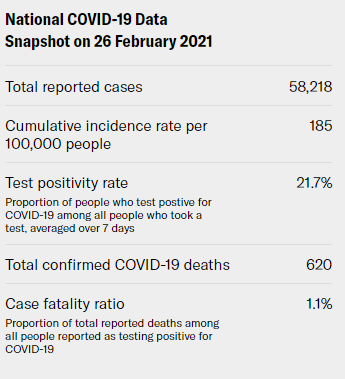 National COVID-19 Data
Snapshot on 26 February 2021
Total reported cases 58,218
Cumulative incidence rate per 185
100,000 people
Test positivity rate 21.7%
Proportion of people who test postive for
COVID-19 among all people who took a
test, averaged over 7 days
Total confirmed COVID-19 deaths 620
Case fatality ratio 1.1%
Proportion of total reported deaths among
all people reported as testing positive for
COVID-19